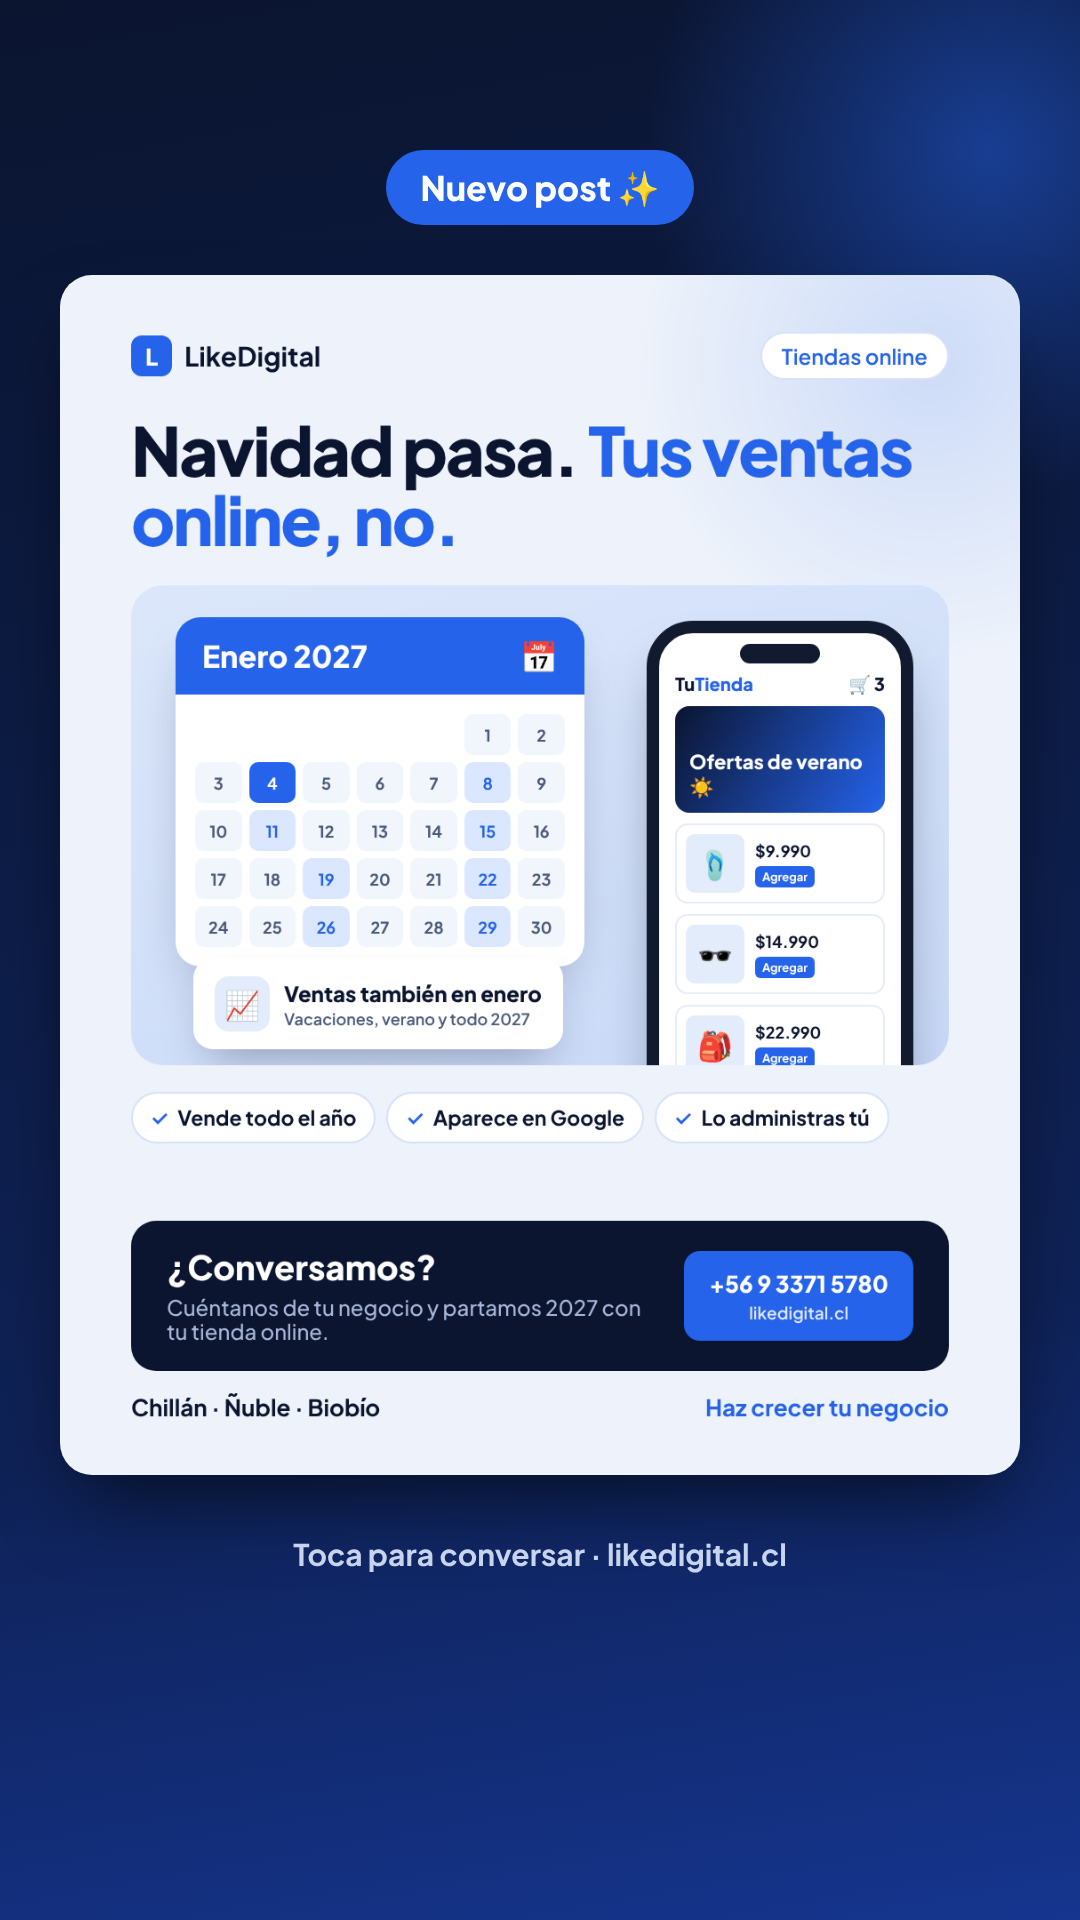 Nuevo post ✨
L LikeDigital
Tiendas online
Navidad pasa. Tus ventas
online, no.
Enero 2027
July
17
1 2
3 4 5 6 7 8 9
10 11 12 13 14 15 16
17 18 19 20 21 22 23
24 25 26 27 28 29 30
Ventas también en enero
Vacaciones, verano y todo 2027
TuTienda
🛒 3
Ofertas de verano
☀️
$9.990
Agregar
$14.990
Agregar
$22.990
Agregar
✓ Vende todo el año
✓ Aparece en Google
✓ Lo administras tú
¿Conversamos?
Cuéntanos de tu negocio y partamos 2027 con
tu tienda online.
+56 9 3371 5780
likedigital.cl
Chillán · Ñuble · Biobío
Haz crecer tu negocio
Toca para conversar · likedigital.cl